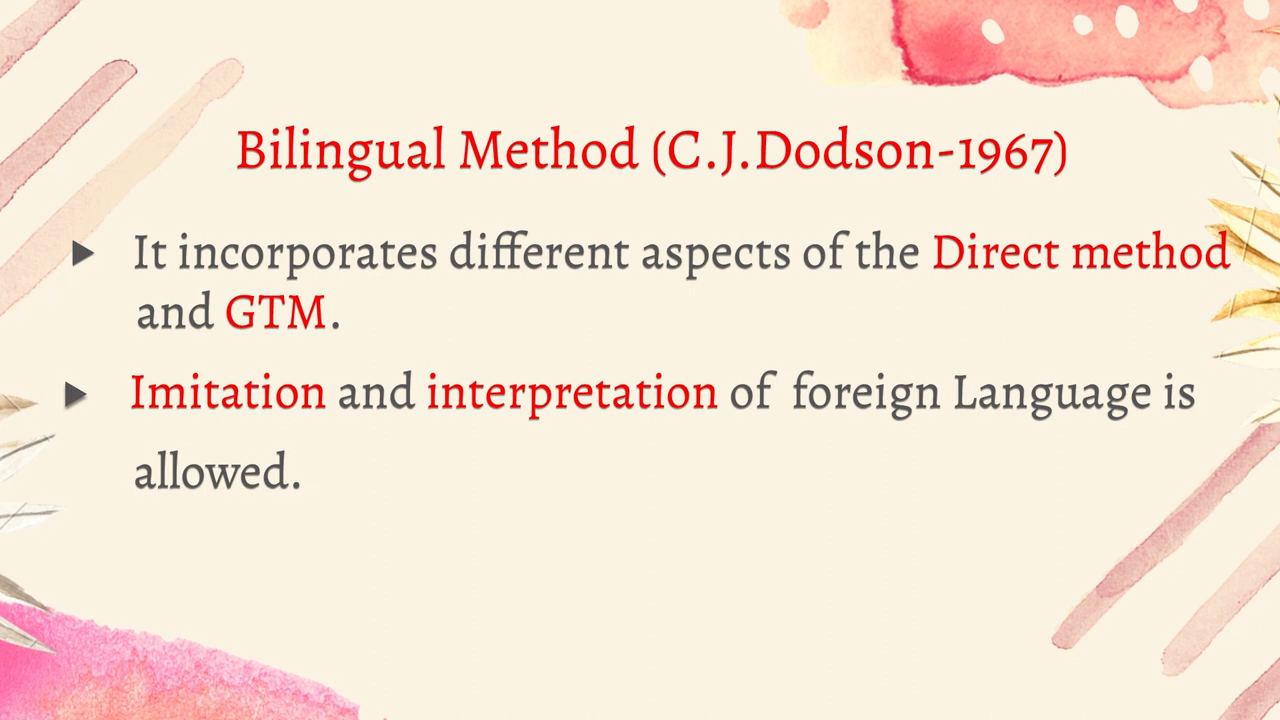 Bilingual Method (C.J.Dodson-1967)
It incorporates different aspects of the Direct method
and GTM.
Imitation and interpretation of foreign Language is
allowed.